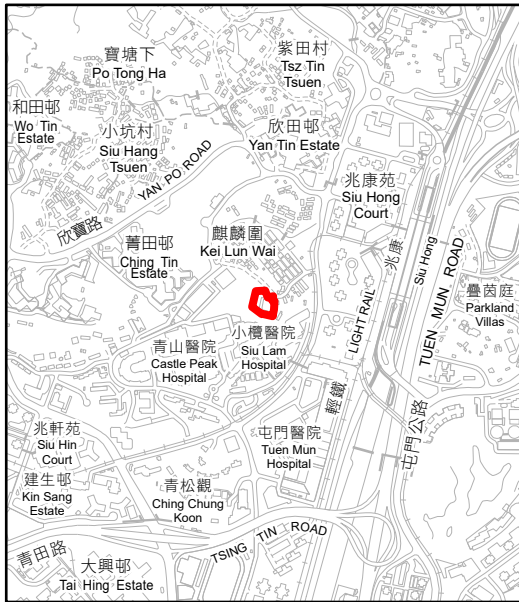 寶塘下
Po Tong Ha
紫田村
Tsz Tin
Tsuen
和田邨
Wo Tin
Estate
小坑村
Siu Hang
Tsuen
欣田邨
Yan Tin Estate
YAN PO ROAD
欣寶路
兆康苑
Siu Hong
Court
麒麟圍
Kei Lun Wai
菁田邨
Ching Tin
Estate
兆康
Siu Hong
TUEN MUN ROAD
疊茵庭
Parkland
Villas
小欖醫院
Siu Lam
Hospital
青山醫院
Castle Peak
Hospital
LIGHT RAIL
輕鐵
屯門公路
兆軒苑
Siu Hin
Court
屯門醫院
Tuen Mun
Hospital
建生邨
Kin Sang
Estate
青松觀
Ching Chung
Koon
青田路
TSING TIN ROAD
大興邨
Tai Hing Estate